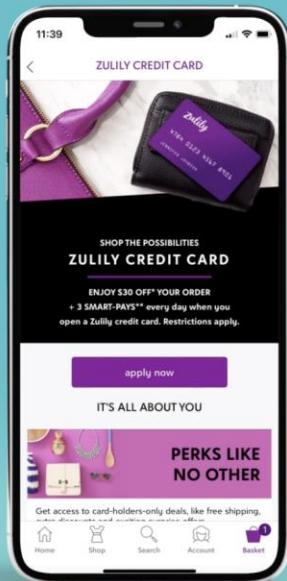 11:39
ZULILY CREDIT CARD
Zulily
SHOP THE POSSIBILITIES
ZULILY CREDIT CARD
ENJOY $30 OFF* YOUR ORDER
+ 3 SMART-PAYS** every day when you
open a Zulily credit card. Restrictions apply.
apply now
IT'S ALL ABOUT YOU
PERKS LIKE
NO OTHER
Get access to card-holders-only deals, like free shipping,
Home
Shop
Search
Account
1
Basket